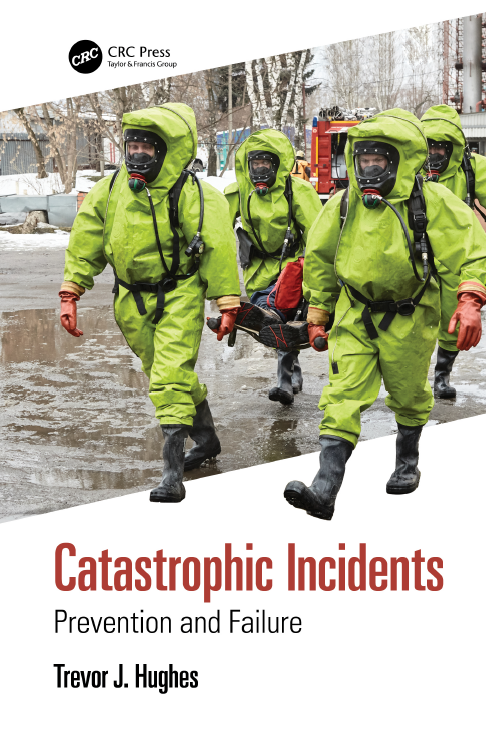 CRC
CRC Press
Taylor & Francis Group
Catastrophic Incidents
Prevention and Failure
Trevor J. Hughes